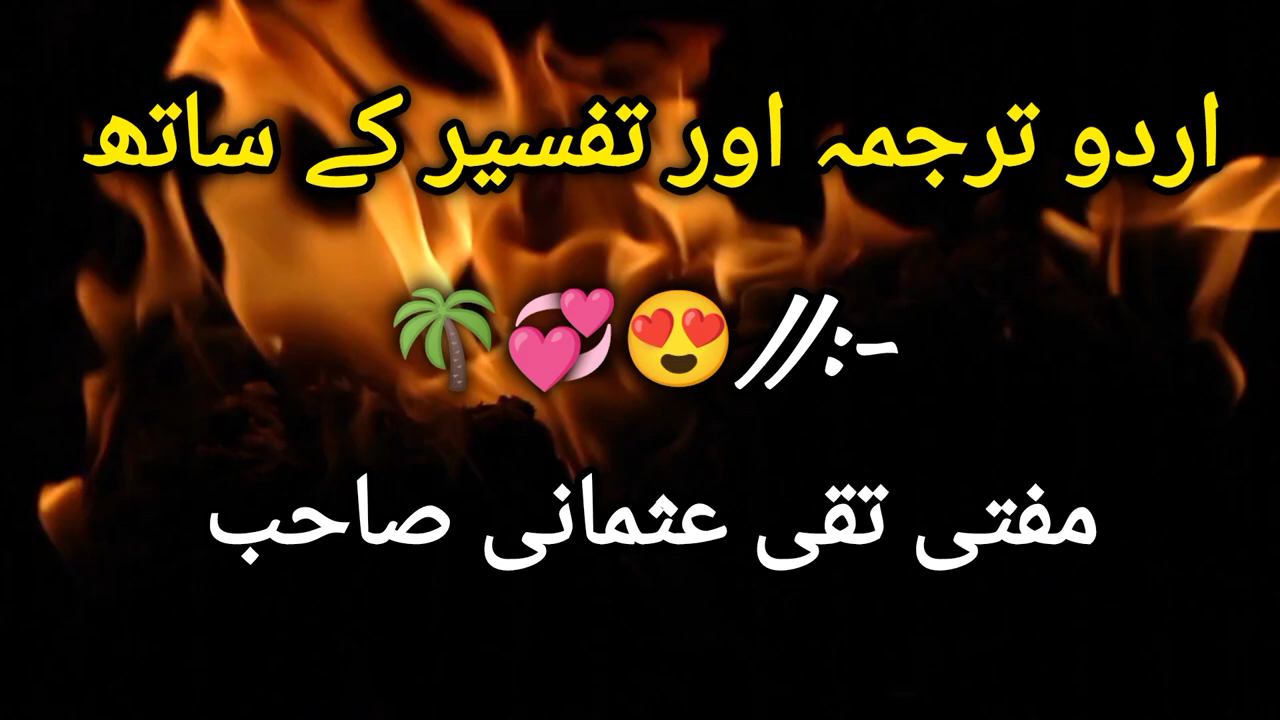 اردو ترجمہ اور تفسیر کے ساتھ
-://😍💞🌴
مفتی تقی عثمانی صاحب